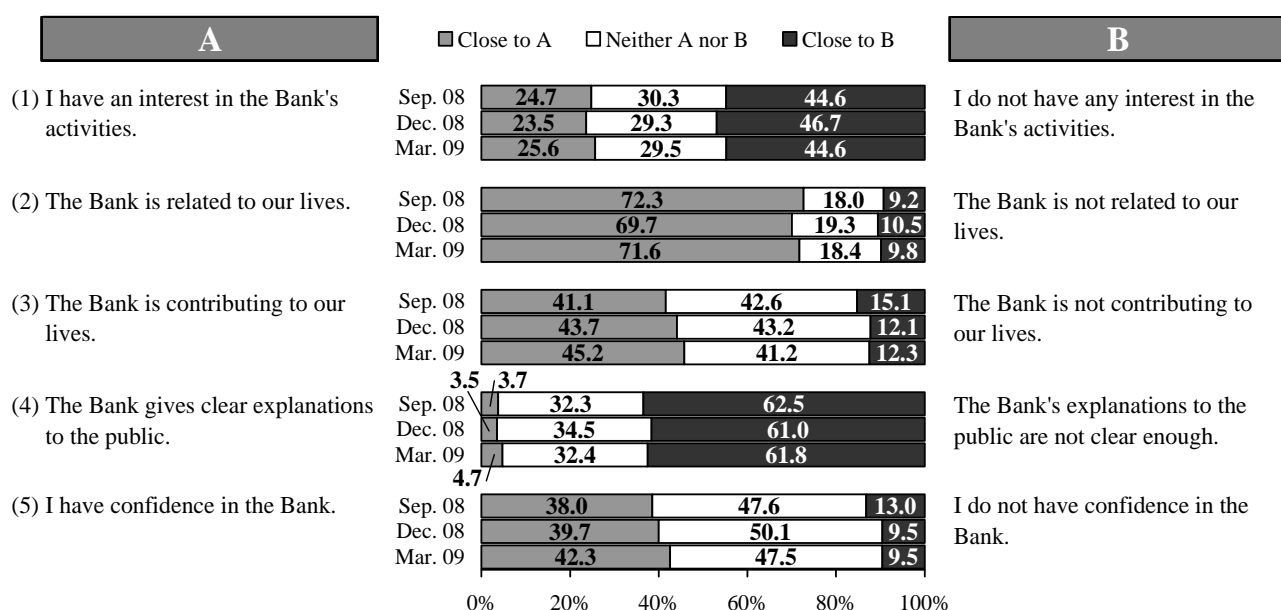 A
Close to A Neither A nor B Close to B
B
(1) I have an interest in the Bank's
activities.
Sep. 08 24.7 30.3 44.6
Dec. 08 23.5 29.3 46.7
Mar. 09 25.6 29.5 44.6
I do not have any interest in the
Bank's activities.
(2) The Bank is related to our lives.
Sep. 08 72.3 18.0 9.2
Dec. 08 69.7 19.3 10.5
Mar. 09 71.6 18.4 9.8
The Bank is not related to our
lives.
(3) The Bank is contributing to our
lives.
Sep. 08 41.1 42.6 15.1
Dec. 08 43.7 43.2 12.1
Mar. 09 45.2 41.2 12.3
The Bank is not contributing to
our lives.
(4) The Bank gives clear explanations
to the public.
3.5 3.7
Sep. 08 32.3 62.5
Dec. 08 34.5 61.0
Mar. 09 32.4 61.8
4.7
The Bank's explanations to the
public are not clear enough.
(5) I have confidence in the Bank.
Sep. 08 38.0 47.6 13.0
Dec. 08 39.7 50.1 9.5
Mar. 09 42.3 47.5 9.5
I do not have confidence in the
Bank.
0% 20% 40% 60% 80% 100%